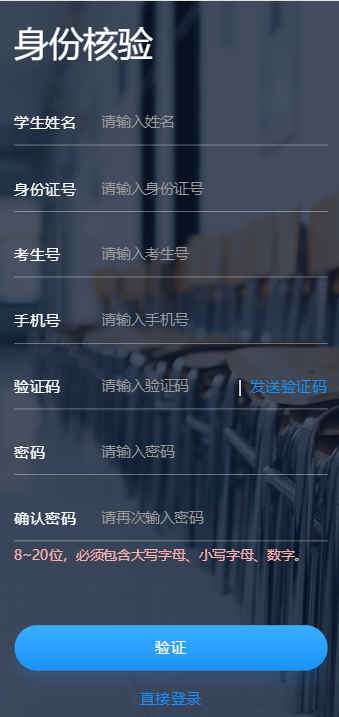 身份核验
学生姓名 请输入姓名
身份证号 请输入身份证号
考生号 请输入考生号
手机号 请输入手机号
验证码 请输入验证码 | 发送验证码
密码 请输入密码
确认密码 请再次输入密码
8~20位，必须包含大写字母、小写字母、数字。
验证
直接登录